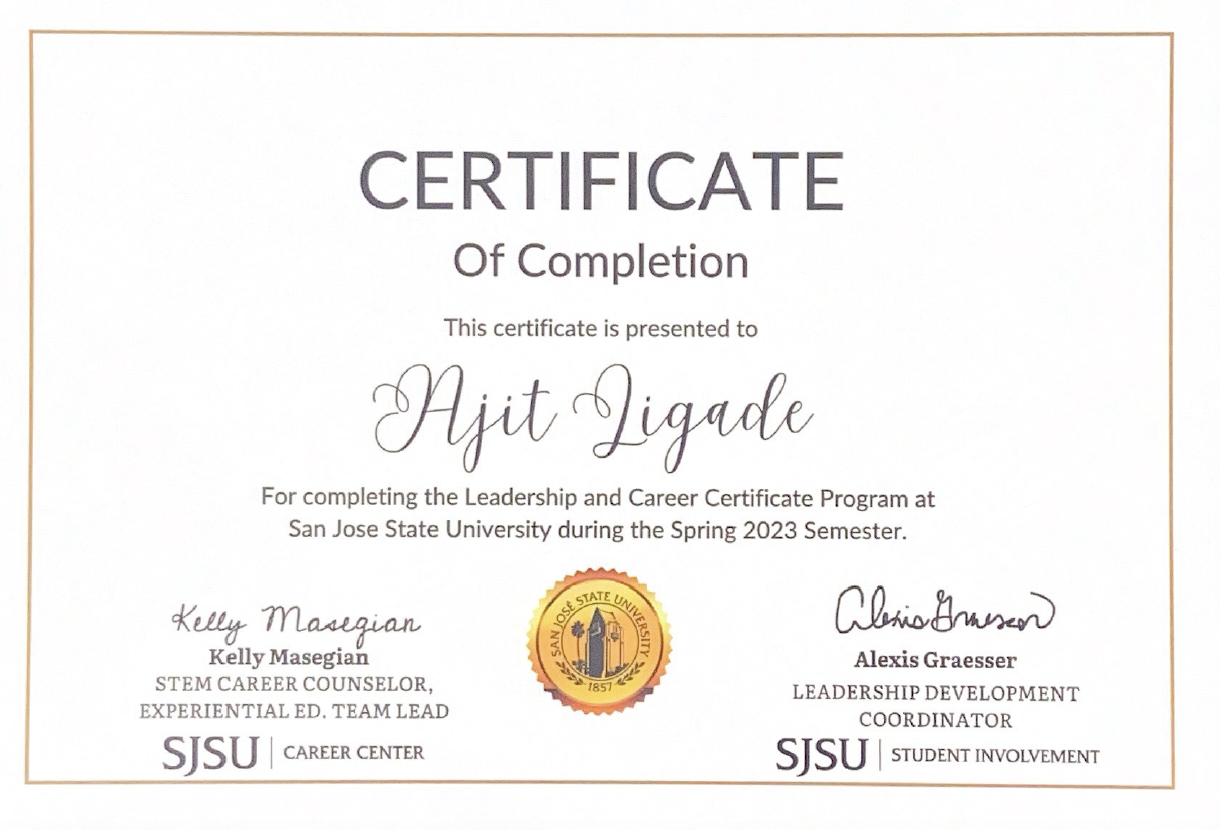 CERTIFICATE
Of Completion
This certificate is presented to
Ajit Ligade
For completing the Leadership and Career Certificate Program at
San Jose State University during the Spring 2023 Semester.
Kelly Masegian
Kelly Masegian
STEM CAREER COUNSELOR,
EXPERIENTIAL ED. TEAM LEAD
SJSU | CAREER CENTER
SAN JOSÉ STATE UNIVERSITY
1857
Alexis Graesser
Alexis Graesser
LEADERSHIP DEVELOPMENT
COORDINATOR
SJSU | STUDENT INVOLVEMENT